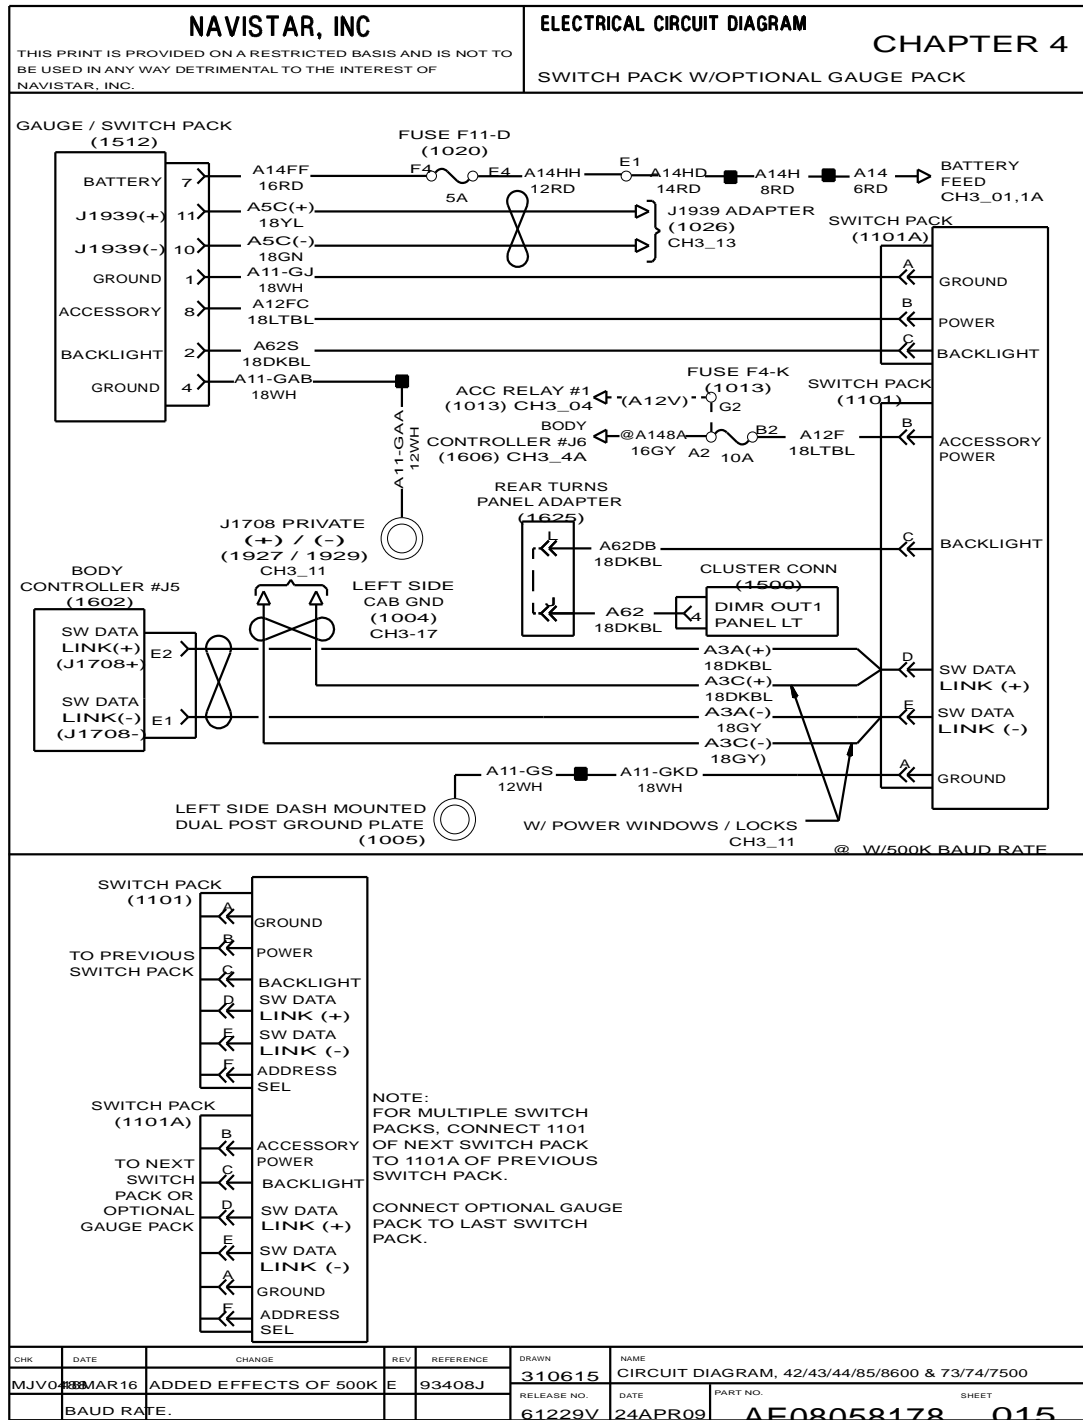 NAVISTAR, INC
THIS PRINT IS PROVIDED ON A RESTRICTED BASIS AND IS NOT TO
BE USED IN ANY WAY DETRIMENTAL TO THE INTEREST OF
NAVISTAR, INC.
ELECTRICAL CIRCUIT DIAGRAM
CHAPTER 4
SWITCH PACK W/OPTIONAL GAUGE PACK
GAUGE / SWITCH PACK
(1512)
BATTERY 7
J1939(+) 11
J1939(-) 10
GROUND 1
ACCESSORY 8
BACKLIGHT 2
GROUND 4
A14FF
16RD
FUSE F11-D
(1020)
F4 F4
5A
A14HH
12RD
E1
A14HD
14RD
A14H
8RD
A14
6RD
BATTERY
FEED
CH3_01,1A
A5C(+)
18YL
A5C(-)
18GN
J1939 ADAPTER
(1026)
CH3_13
A11-GJ
18WH
A12FC
18LTBL
A62S
18DKBL
A11-GAB
18WH
SWITCH PACK
(1101A)
A GROUND
B POWER
C BACKLIGHT
A11-GAA
12WH
ACC RELAY #1
(1013) CH3_04
(A12V)
FUSE F4-K
(1013)
G2
BODY
CONTROLLER #J6
(1606) CH3_4A
@A148A
16GY
A2 10A
B2
A12F
18LTBL
SWITCH PACK
(1101)
B ACCESSORY
POWER
C BACKLIGHT
D SW DATA
LINK (+)
E SW DATA
LINK (-)
A GROUND
REAR TURNS
PANEL ADAPTER
(1625)
L
J
A62DB
18DKBL
A62
18DKBL
CLUSTER CONN
(1500)
4
DIMR OUT1
PANEL LT
J1708 PRIVATE
(+) / (-)
(1927 / 1929)
CH3_11
LEFT SIDE
CAB GND
(1004)
CH3-17
BODY
CONTROLLER #J5
(1602)
SW DATA
LINK(+) E2
(J1708+)
SW DATA
LINK(-) E1
(J1708-)
A3A(+)
18DKBL
A3C(+)
18DKBL
A3A(-)
18GY
A3C(-)
18GY)
A11-GS
12WH
A11-GKD
18WH
LEFT SIDE DASH MOUNTED
DUAL POST GROUND PLATE
(1005)
W/ POWER WINDOWS / LOCKS
CH3_11
@ W/500K BAUD RATE
SWITCH PACK
(1101)
TO PREVIOUS
SWITCH PACK
A GROUND
B POWER
C BACKLIGHT
D SW DATA
LINK (+)
E SW DATA
LINK (-)
F ADDRESS
SEL
SWITCH PACK
(1101A)
TO NEXT
SWITCH
PACK OR
OPTIONAL
GAUGE PACK
B ACCESSORY
POWER
C BACKLIGHT
D SW DATA
LINK (+)
E SW DATA
LINK (-)
A GROUND
F ADDRESS
SEL
NOTE:
FOR MULTIPLE SWITCH
PACKS, CONNECT 1101
OF NEXT SWITCH PACK
TO 1101A OF PREVIOUS
SWITCH PACK.
CONNECT OPTIONAL GAUGE
PACK TO LAST SWITCH
PACK.
CHK DATE CHANGE REV REFERENCE
ADDED EFFECTS OF 500K E 93408J
BAUD RATE.
DRAWN
310615
NAME
CIRCUIT DIAGRAM, 42/43/44/85/8600 & 73/74/7500
RELEASE NO.
61229V
DATE
24APR09
PART NO.
AE08058178
SHEET
015